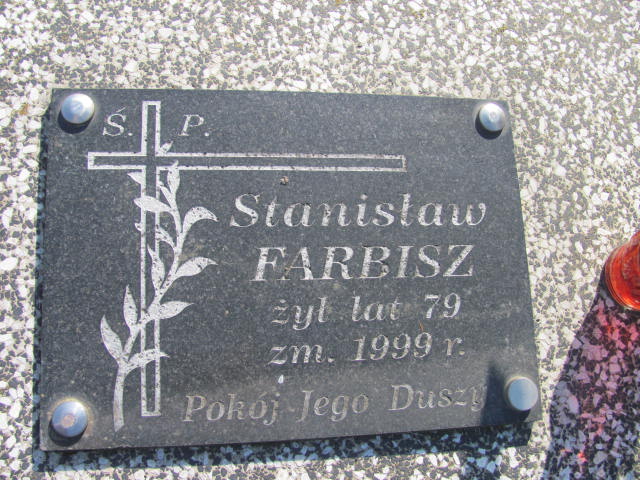 Ś. P.
Stanisław
FARBISZ
żył lat 79
zm. 1999 r.
Pokój Jego Duszy